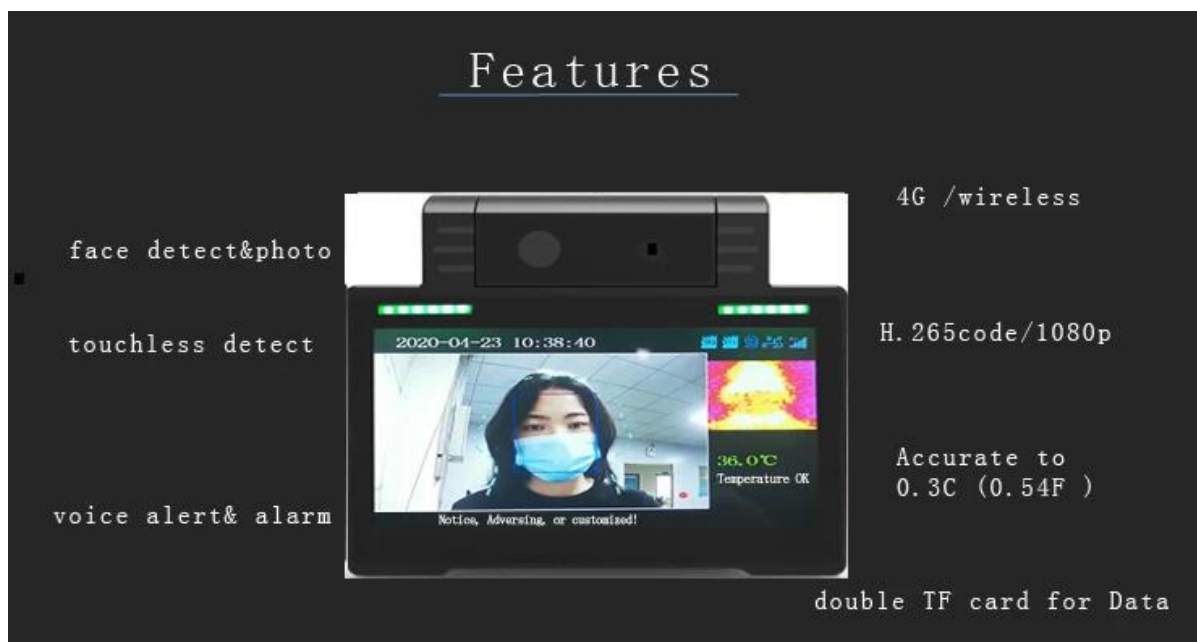 Features
4G /wireless
face detect&photo
touchless detect
H.265code/1080p
2020-04-23 10:38:40
36.0℃
Temperature OK
Accurate to
0.3C (0.54F )
voice alert& alarm
Notice, Adversing, or customized!
double TF card for Data